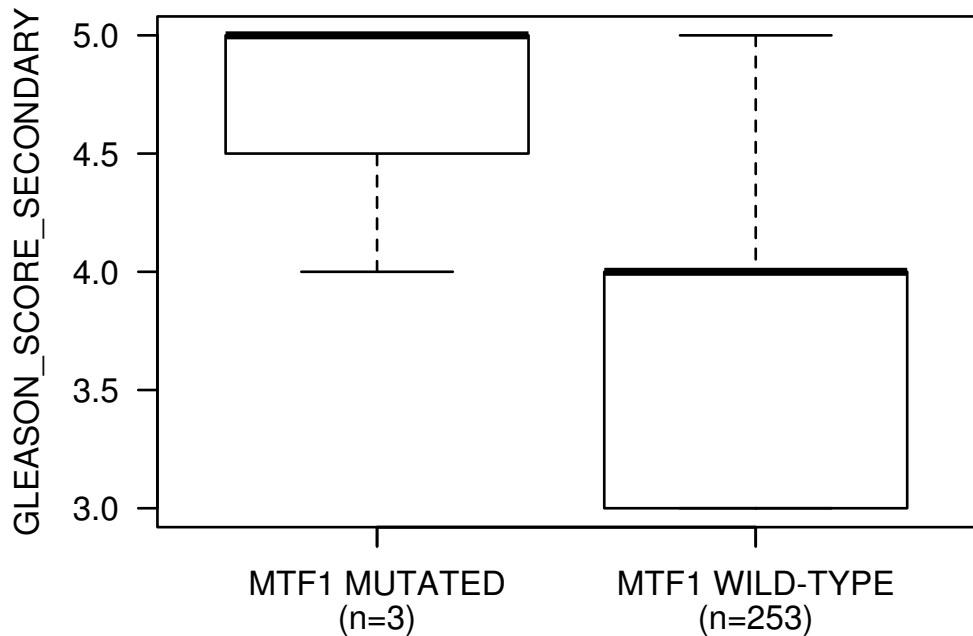 GLEASON_SCORE_SECONDARY
5.0
4.5
4.0
3.5
3.0
MTF1 MUTATED
(n=3)
MTF1 WILD-TYPE
(n=253)